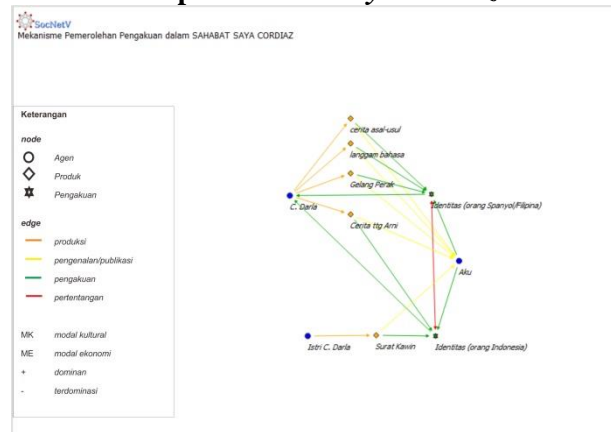 SocNetV
Mekanisme Pemerolehan Pengakuan dalam SAHABAT SAYA CORDIAZ
Keterangan
node
Agen
Produk
Pengakuan
edge
produksi
pengenalan/publikasi
pengakuan
pertentangan
MK modal kultural
ME modal ekonomi
+ dominan
- terdominasi
cerita asal-usul
langgam bahasa
Gelang Perak
C. Darla
Identitas (orang Spanyol/Filipina)
Cerita ttg Arni
Aku
Istri C. Darla
Surat Kawin
Identitas (orang Indonesia)